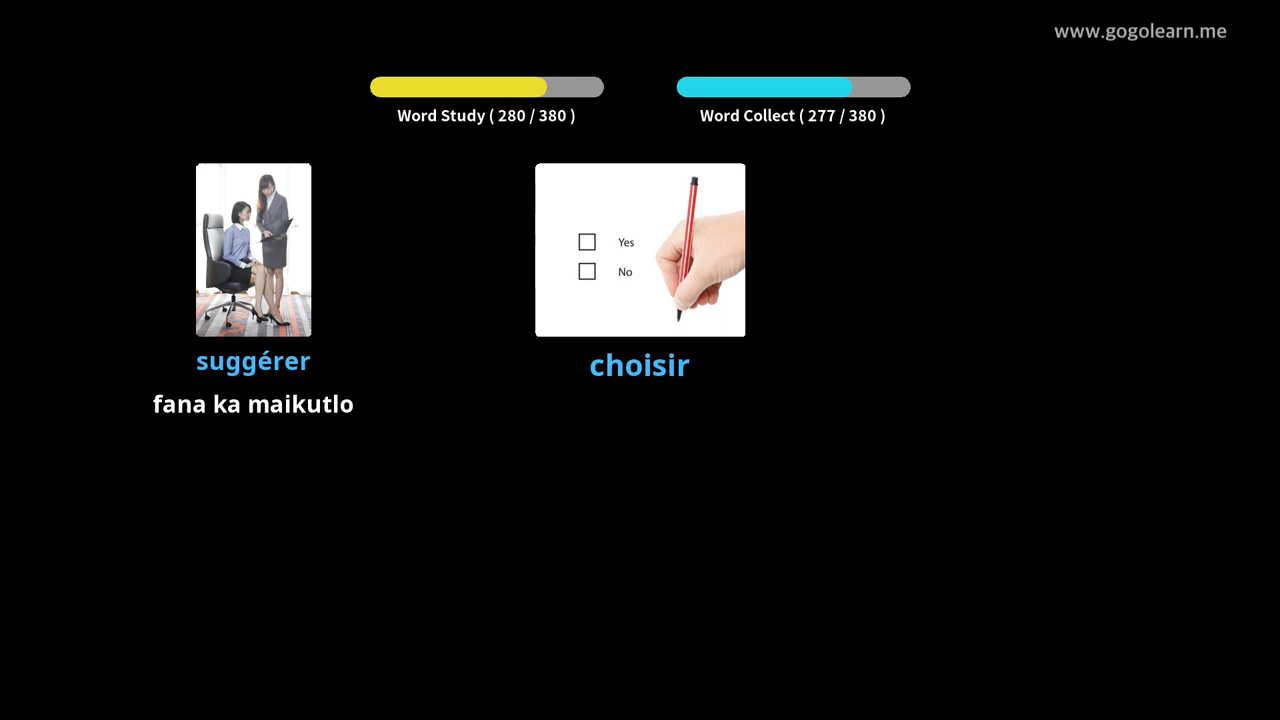 www.gogolearn.me
Word Study ( 280 / 380 )
Word Collect ( 277 / 380 )
Yes
No
suggérer
choisir
fana ka maikutlo